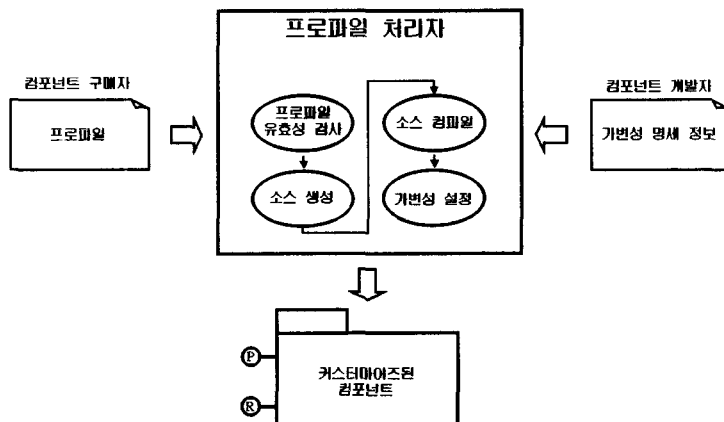 프로파일 처리자
컴포넌트 구매자
프로파일
프로파일
유효성 검사
소스 생성
소스 컴파일
가변성 설정
컴포넌트 개발자
가변성 명세 정보
커스터마이즈된
컴포넌트
P
R